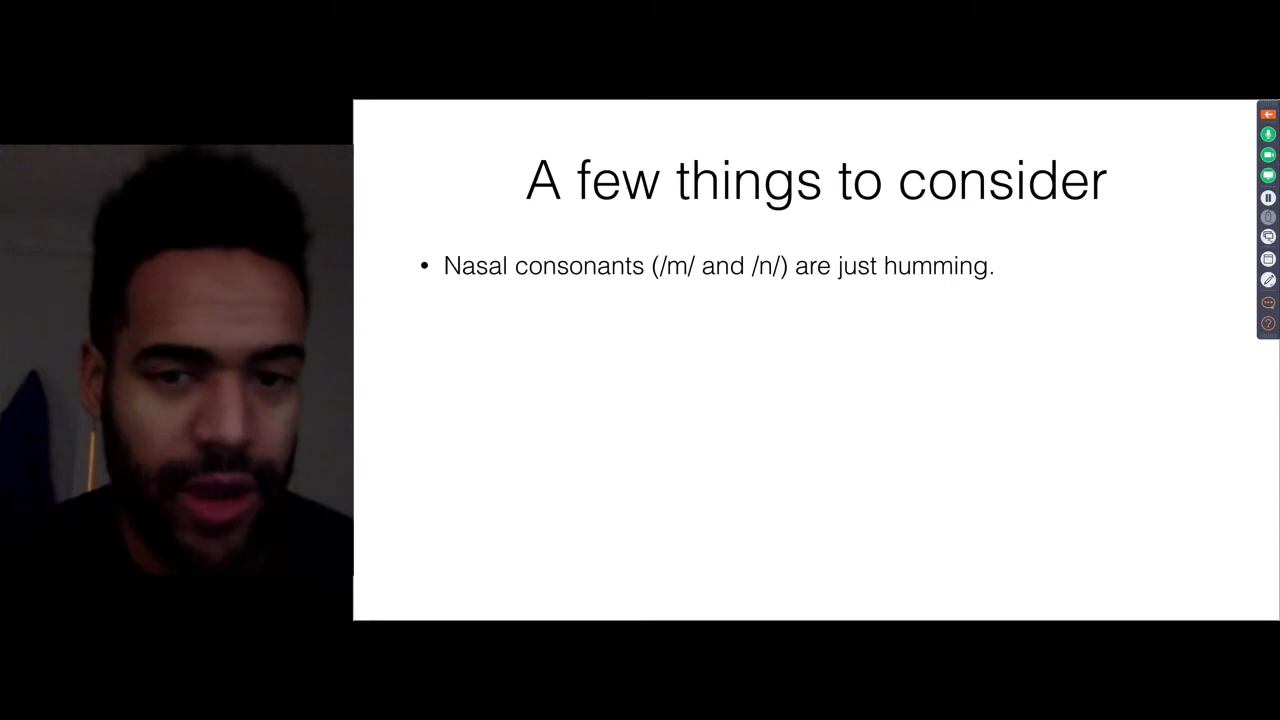 A few things to consider
• Nasal consonants (/m/ and /n/) are just humming.